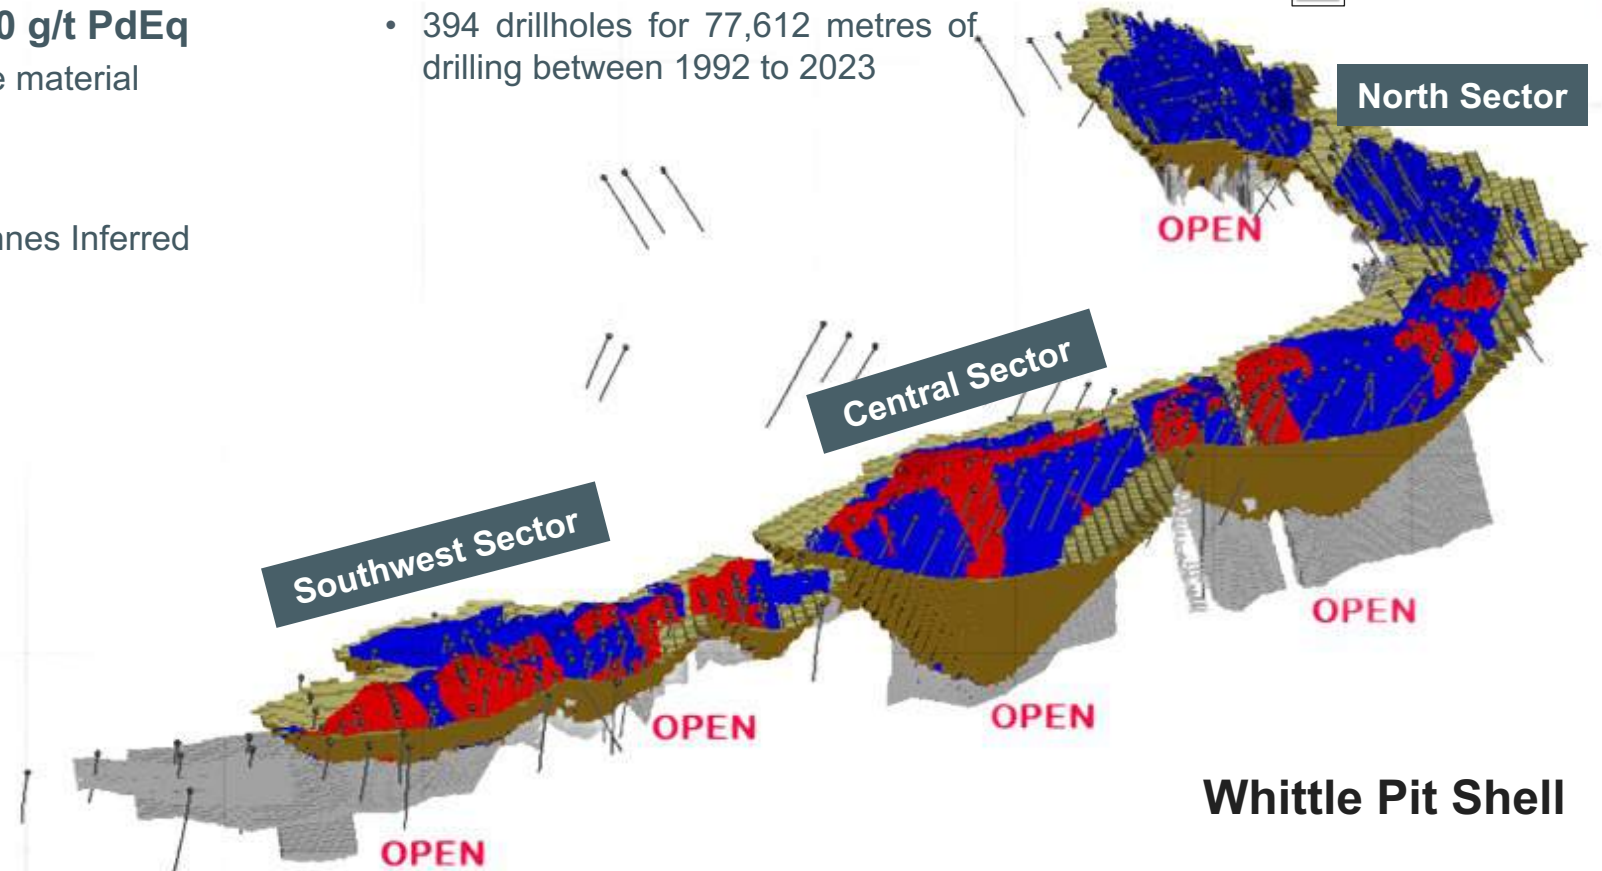 0 g/t PdEq
e material
nnes Inferred
• 394 drillholes for 77,612 metres of
drilling between 1992 to 2023
North Sector
OPEN
Central Sector
Southwest Sector
OPEN
OPEN
OPEN
OPEN
Whittle Pit Shell